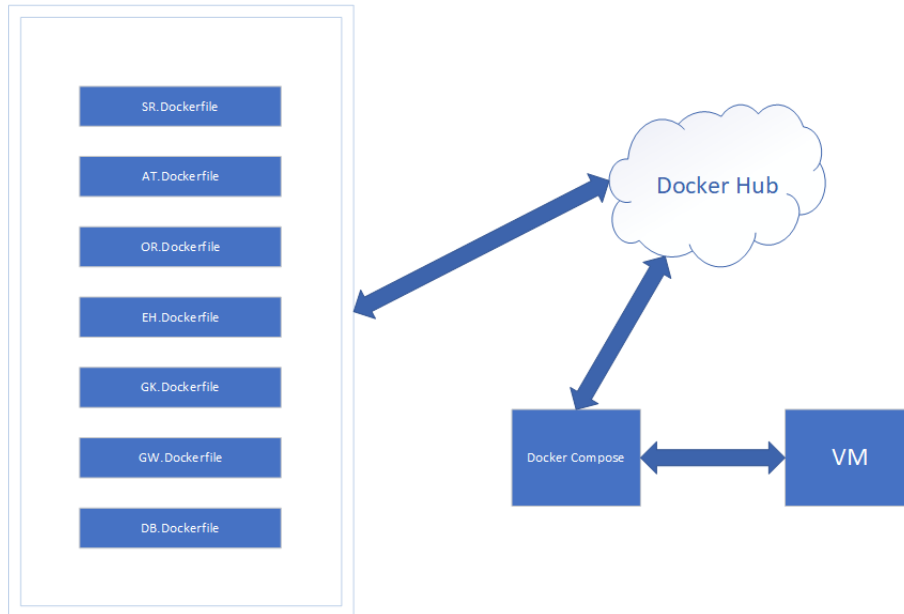 SR.Dockerfile
AT.Dockerfile
OR.Dockerfile
EH.Dockerfile
GK.Dockerfile
GW.Dockerfile
DB.Dockerfile
Docker Hub
Docker Compose
VM